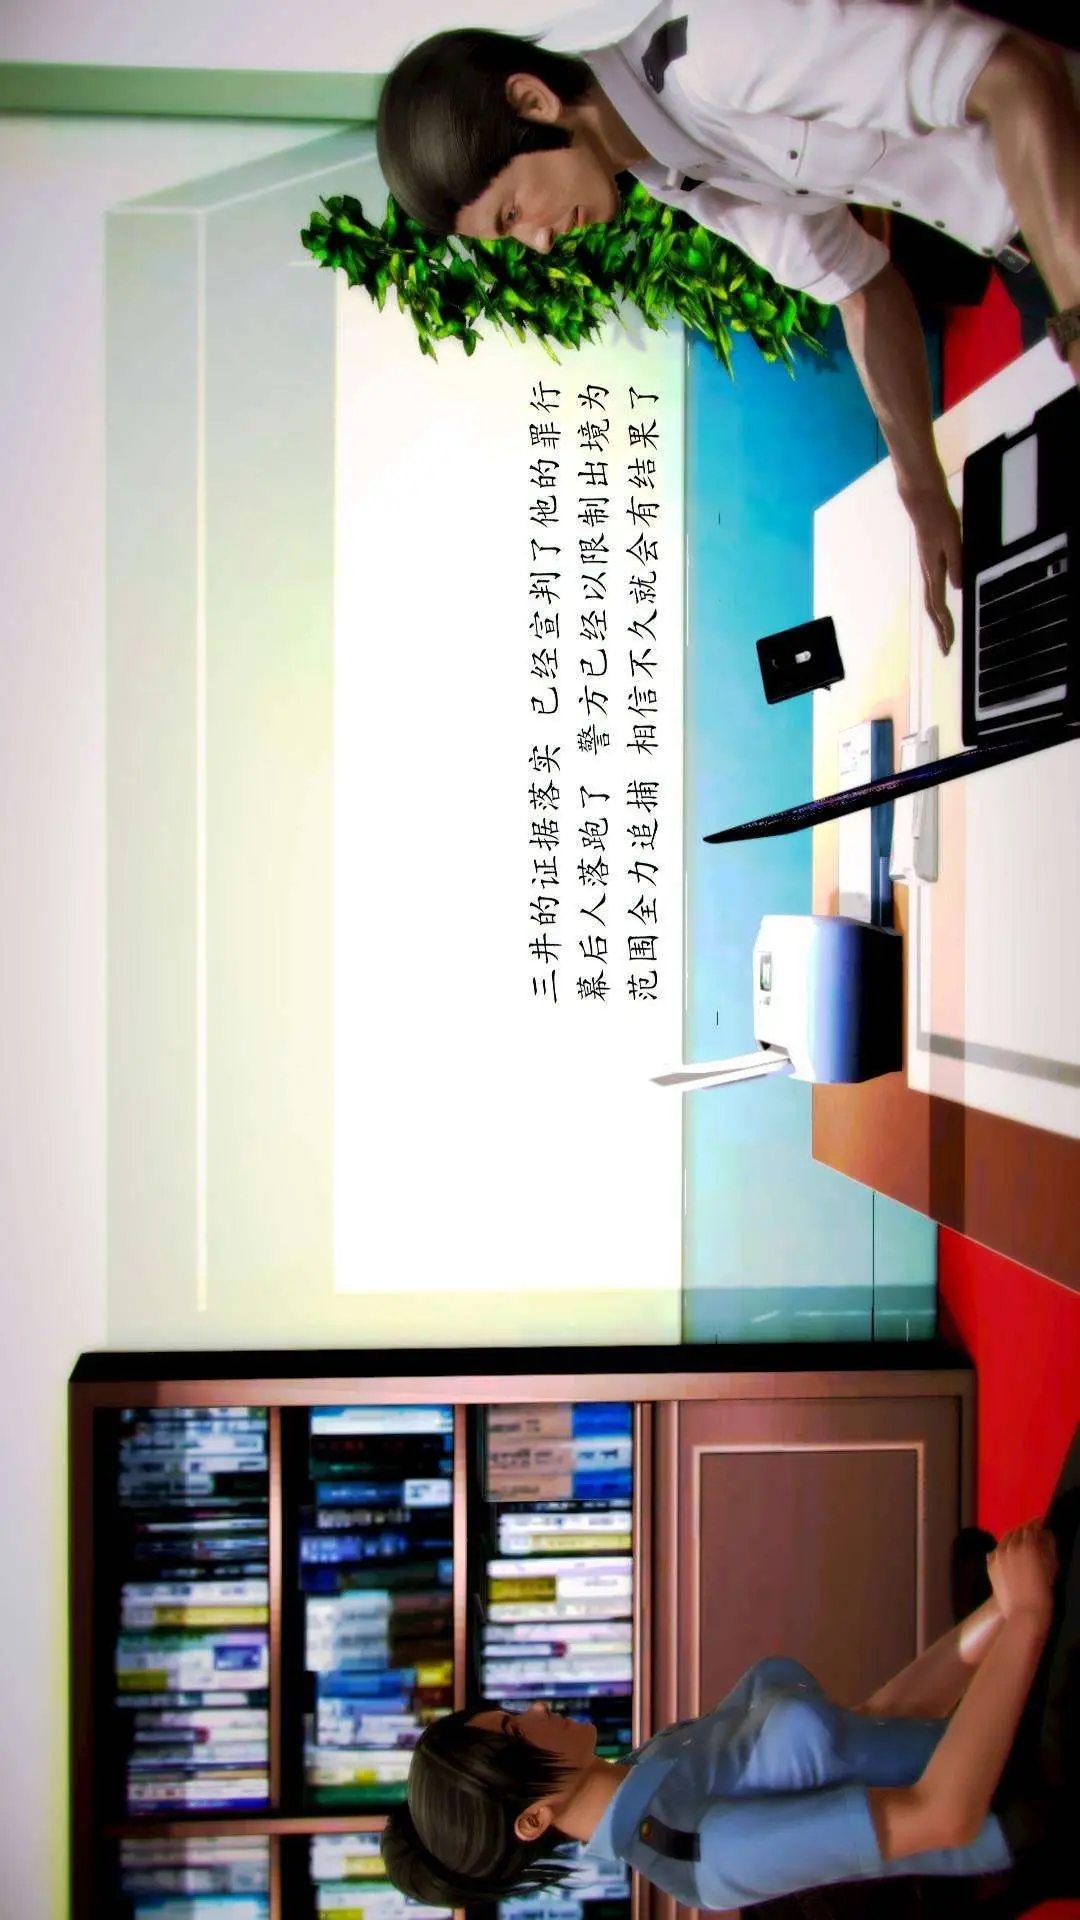 三井的证据落实 已经宣判了他的罪行
幕后人落跑了 警方已经以限制出境为
范围全力追捕 相信不久就会有结果了